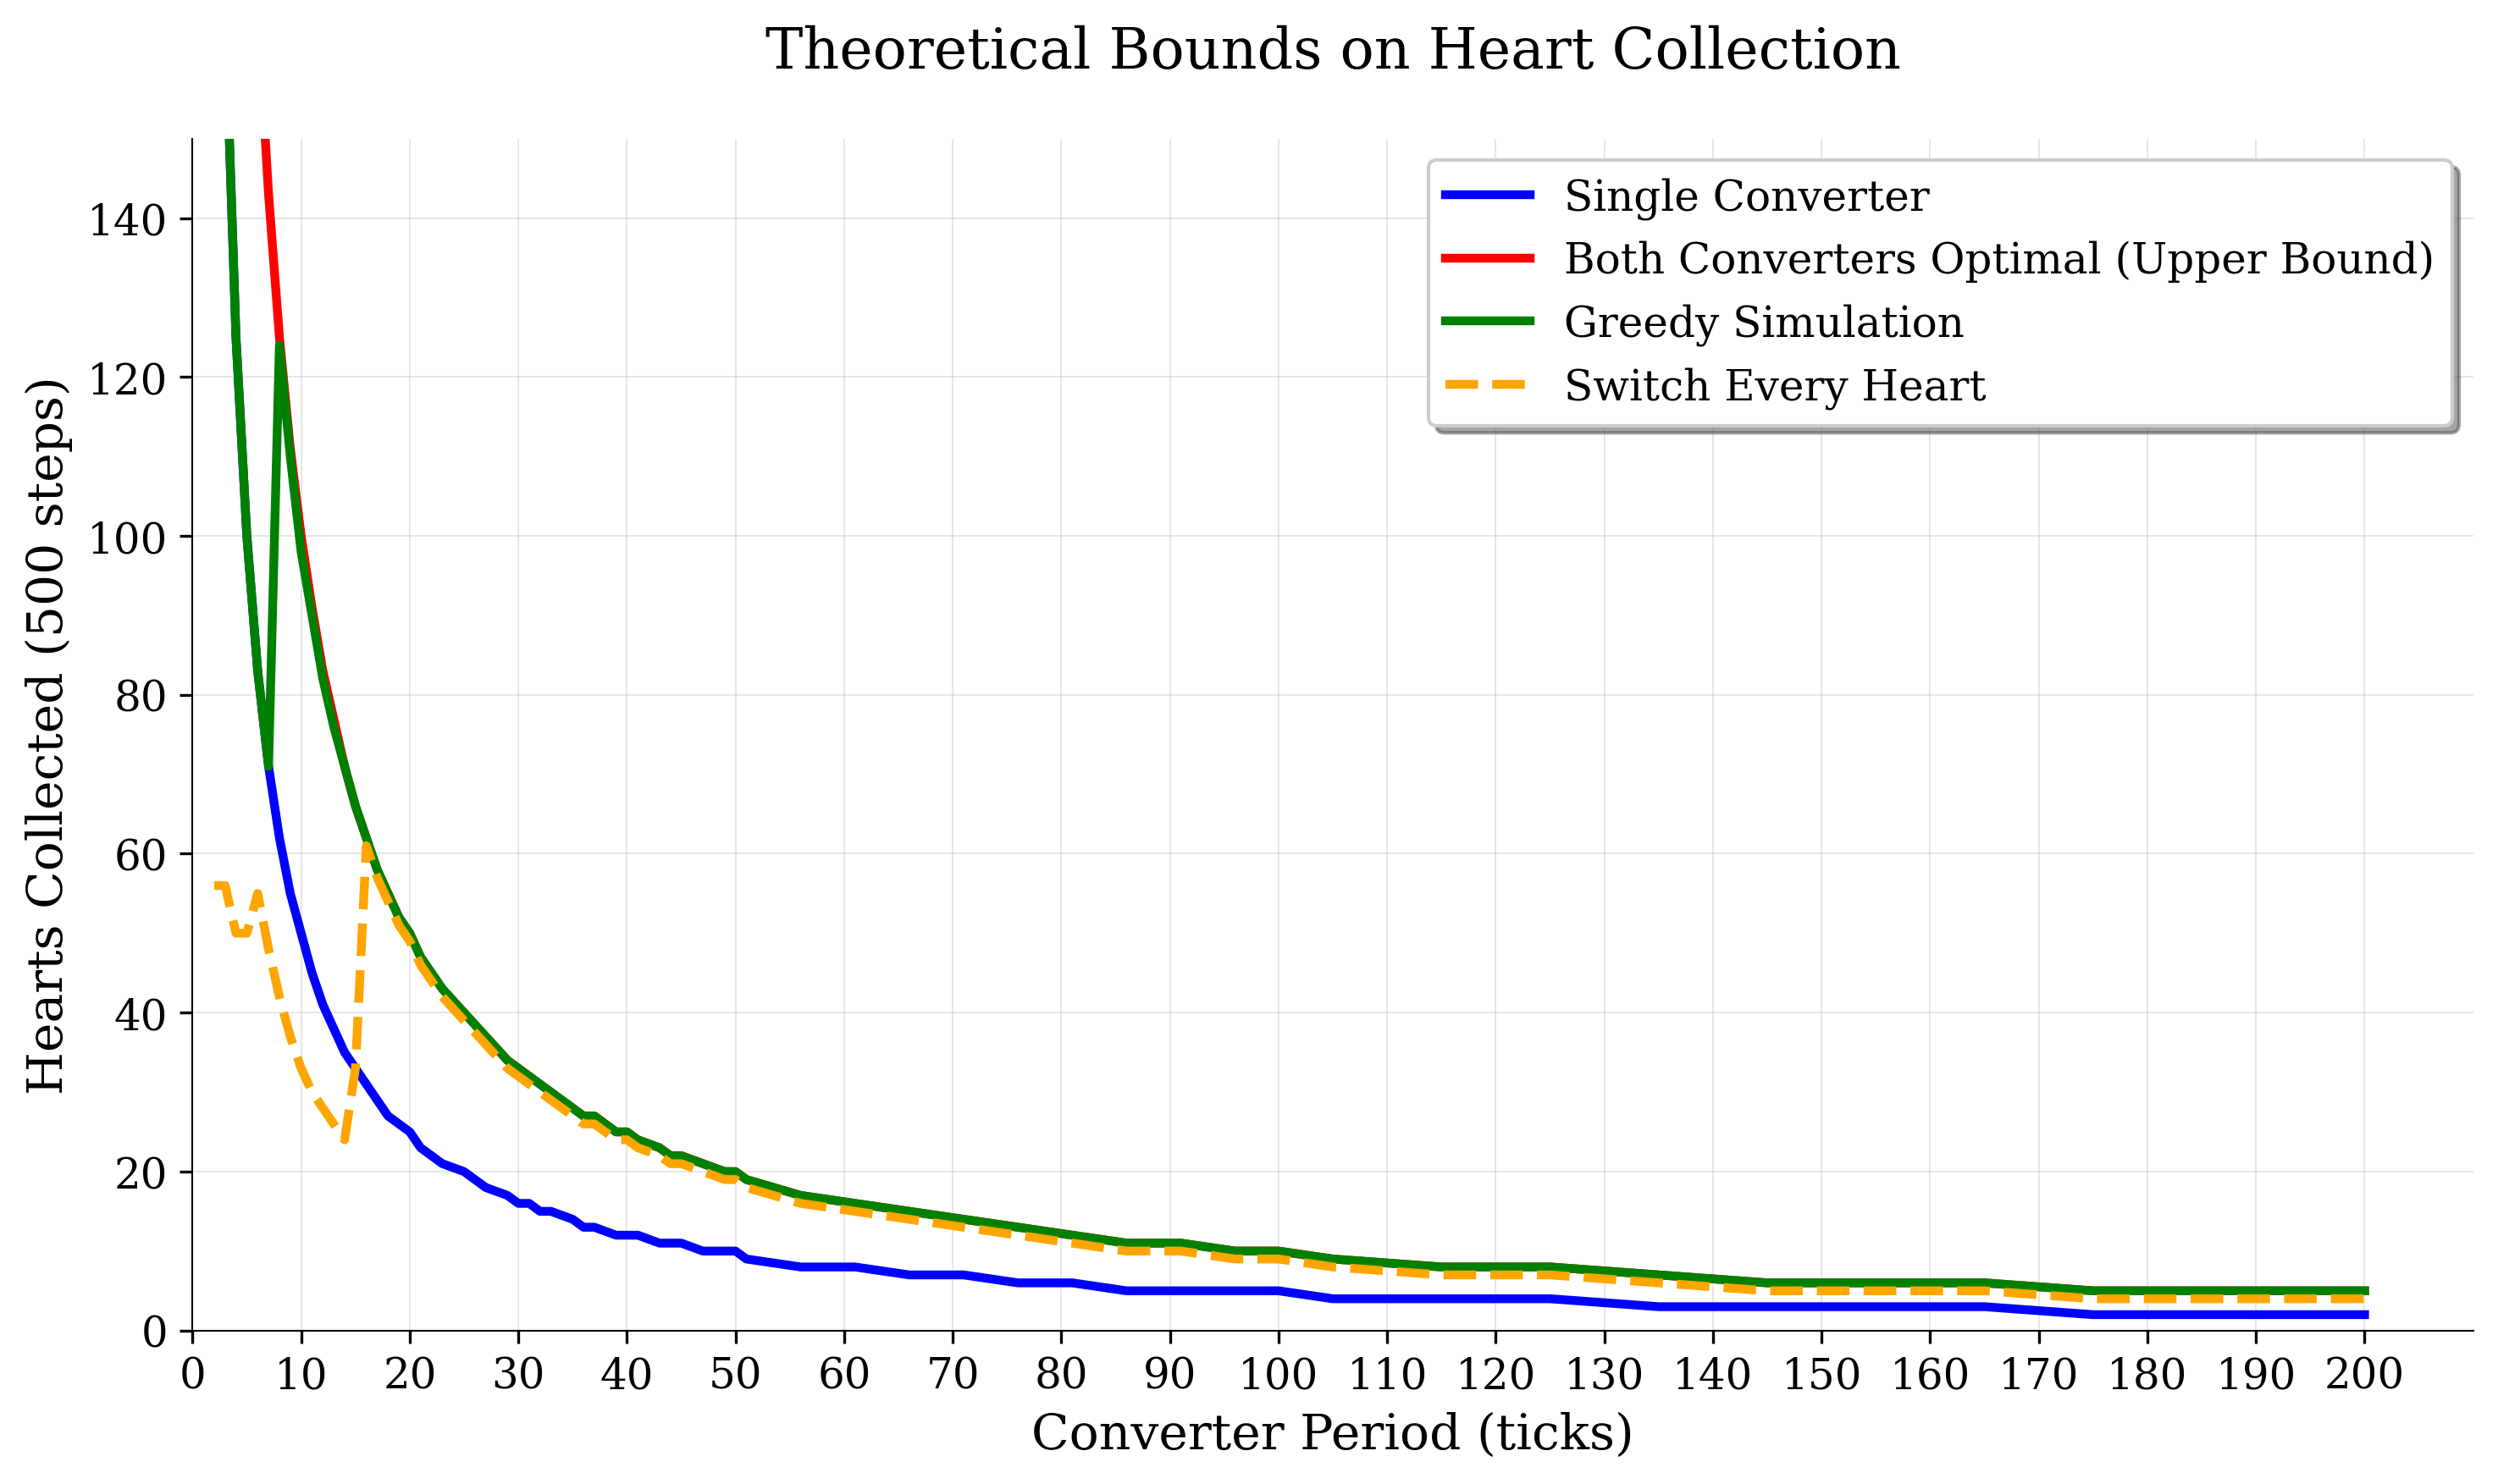 Theoretical Bounds on Heart Collection
Hearts Collected (500 steps)
140
120
100
80
60
40
20
0
Single Converter
Both Converters Optimal (Upper Bound)
Greedy Simulation
Switch Every Heart
0 10 20 30 40 50 60 70 80 90 100 110 120 130 140 150 160 170 180 190 200
Converter Period (ticks)